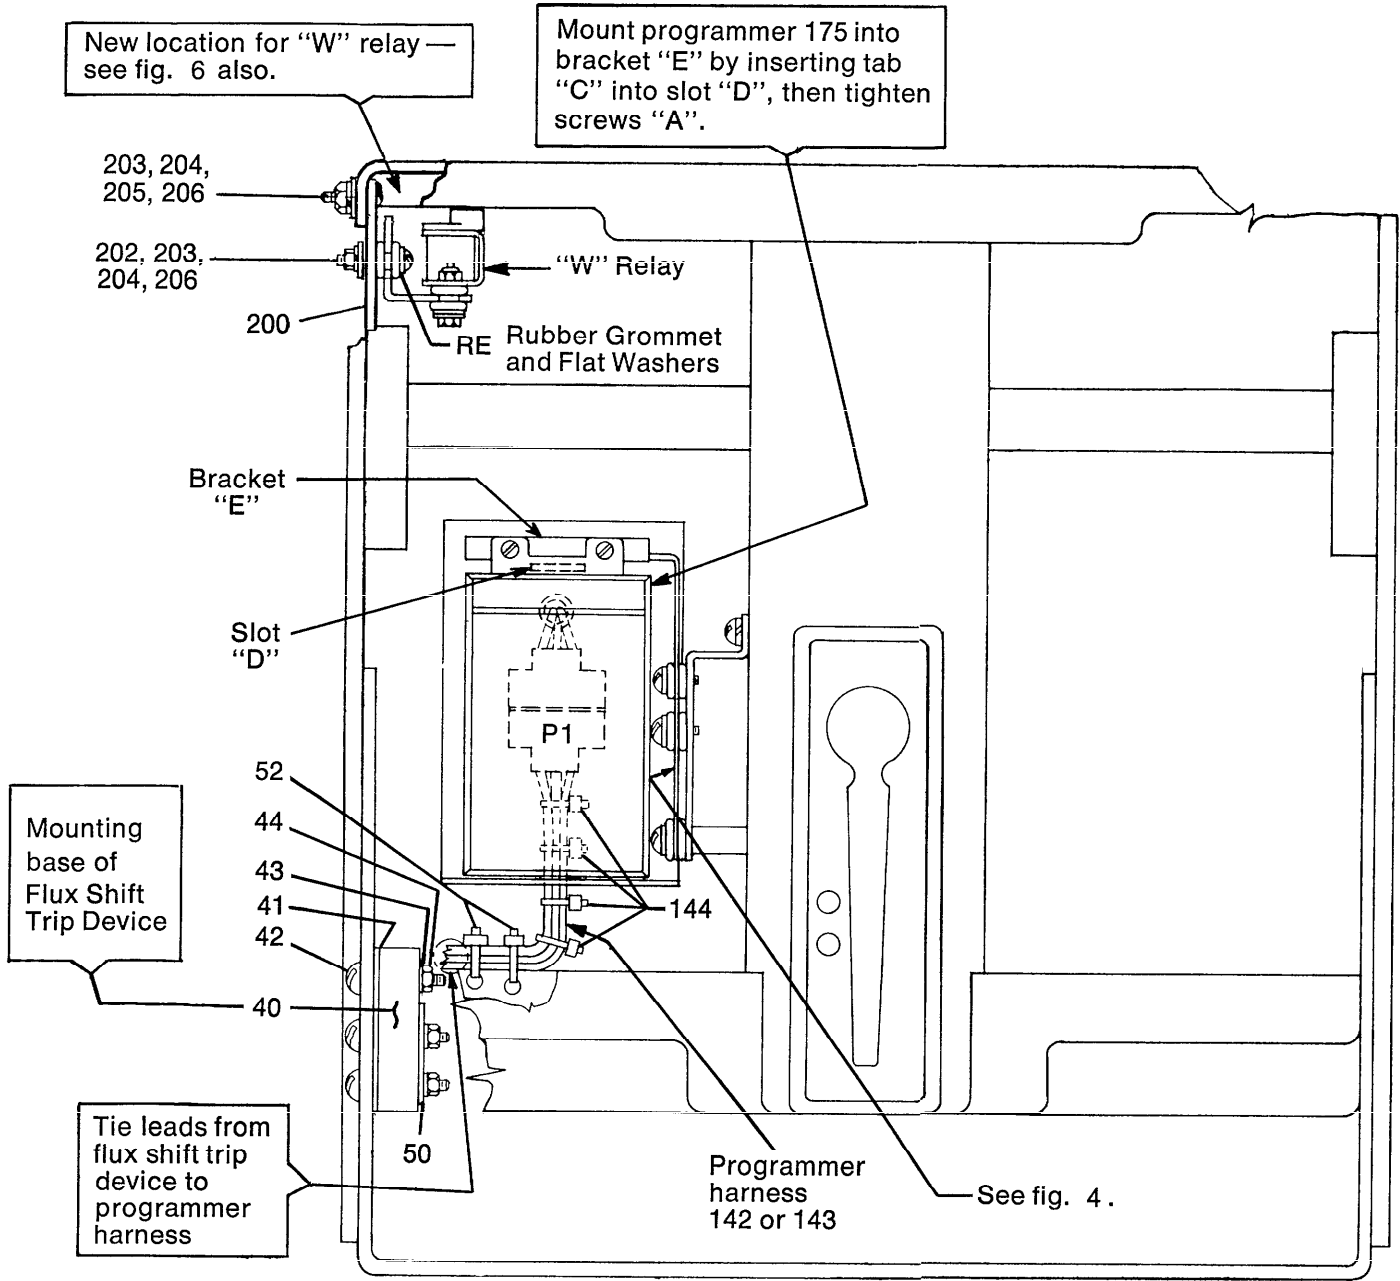 New location for “W” relay —
see fig. 6 also.
Mount programmer 175 into
bracket “E” by inserting tab
“C” into slot “D”, then tighten
screws “A”.
203, 204,
205, 206
202, 203,
204, 206
“W” Relay
200
RE
Rubber Grommet
and Flat Washers
Bracket
“E”
Slot
“D”
P1
52
44
43
41
42
Mounting
base of
Flux Shift
Trip Device
144
40
Tie leads from
flux shift trip
device to
programmer
harness
50
Programmer
harness
142 or 143
See fig. 4.